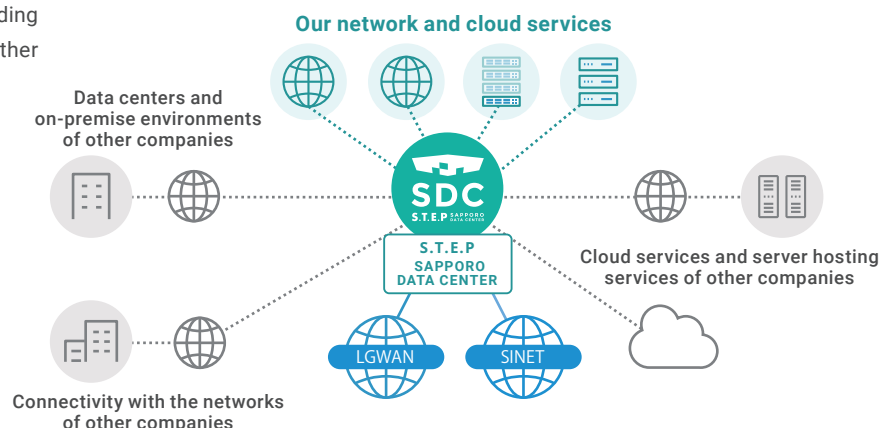 ding
ther
Our network and cloud services
Data centers and
on-premise environments
of other companies
SDC
S.T.E.P SAPPORO
DATA CENTER
S.T.E.P
SAPPORO
DATA CENTER
Cloud services and server hosting
services of other companies
LGWAN
SINET
Connectivity with the networks
of other companies